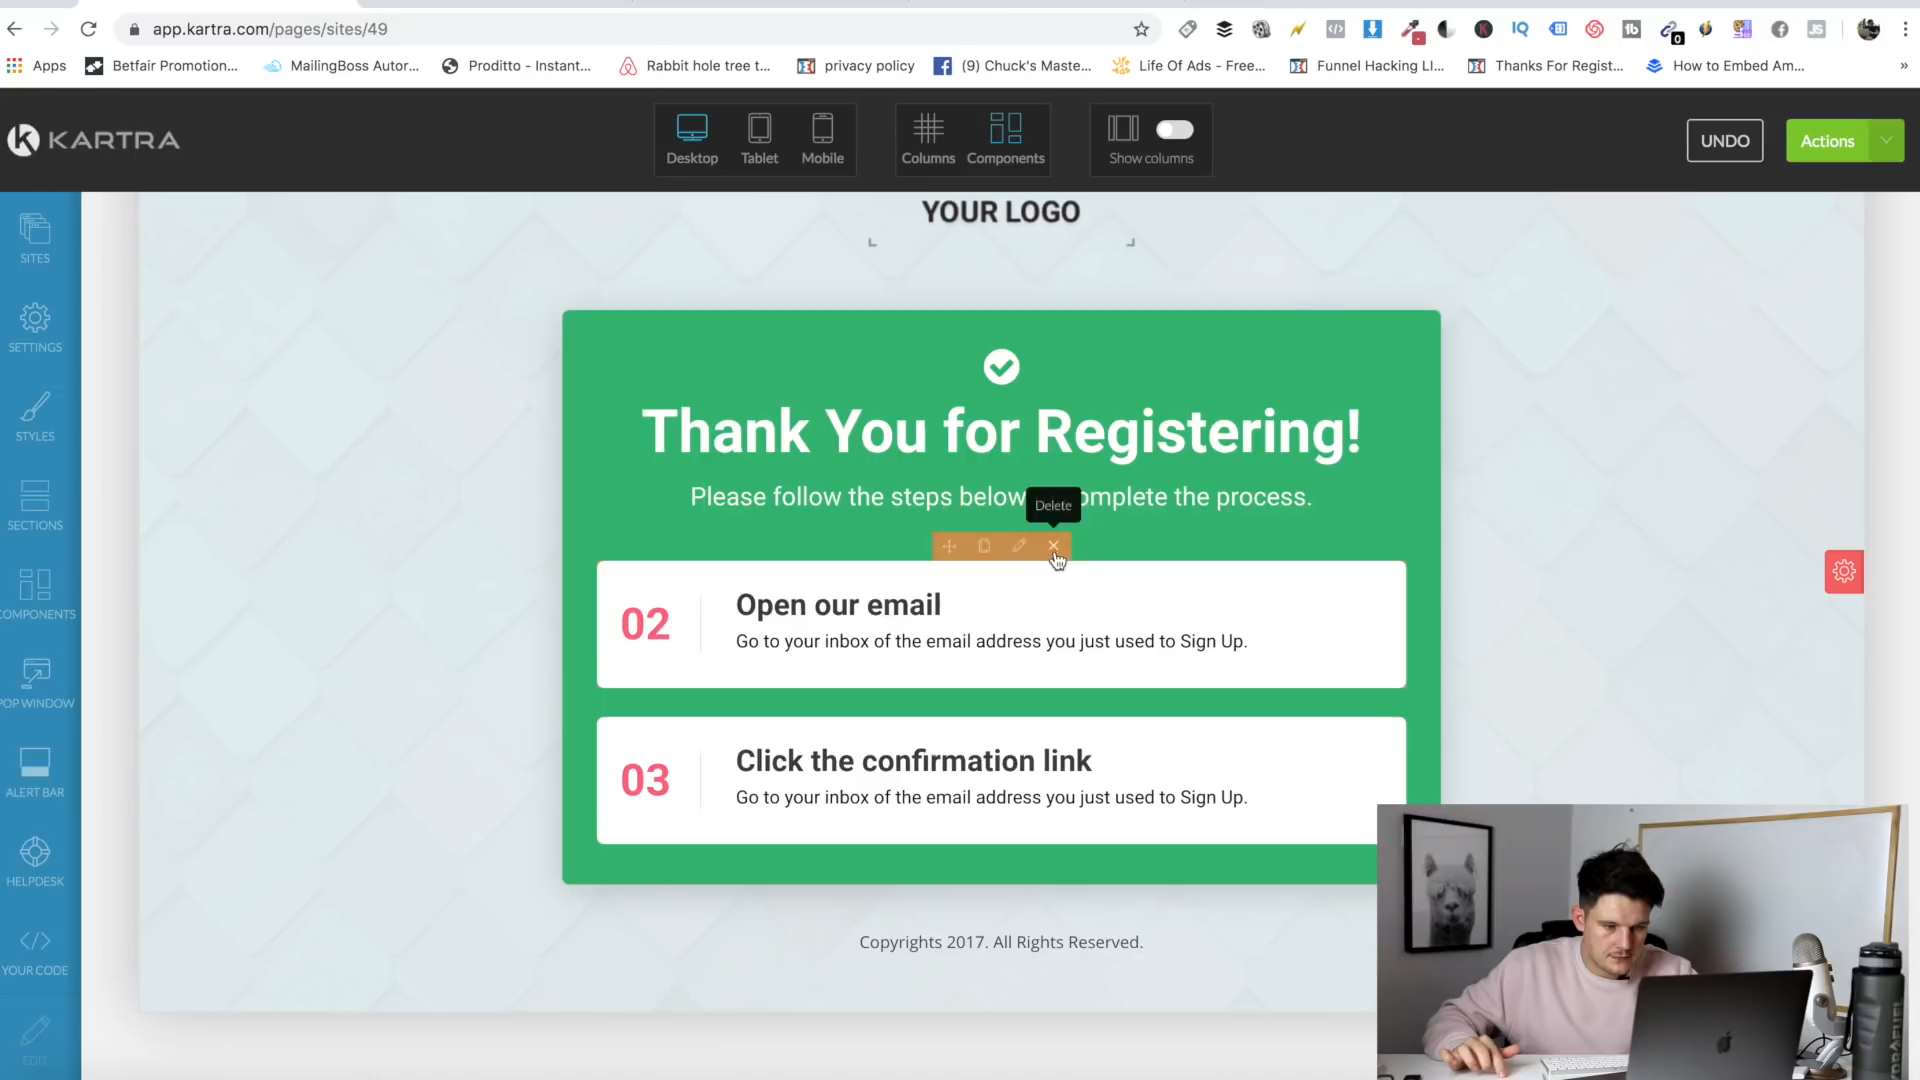 app.kartra.com/pages/sites/49
Apps
Betfair Promotion...
MailingBoss Autor...
Proditto - Instant...
Rabbit hole tree t...
privacy policy
(9) Chuck's Maste...
Life Of Ads - Free...
Funnel Hacking LI...
Thanks For Regist...
How to Embed Am...
»
KARTRA
Desktop
Tablet
Mobile
Columns
Components
Show columns
UNDO
Actions
SITES
SETTINGS
STYLES
SECTIONS
COMPONENTS
POP WINDOW
ALERT BAR
HELPDESK
YOUR CODE
EDIT
YOUR LOGO
Thank You for Registering!
Please follow the steps below omplete the process.
Delete
02
Open our email
Go to your inbox of the email address you just used to Sign Up.
03
Click the confirmation link
Go to your inbox of the email address you just used to Sign Up.
Copyrights 2017. All Rights Reserved.